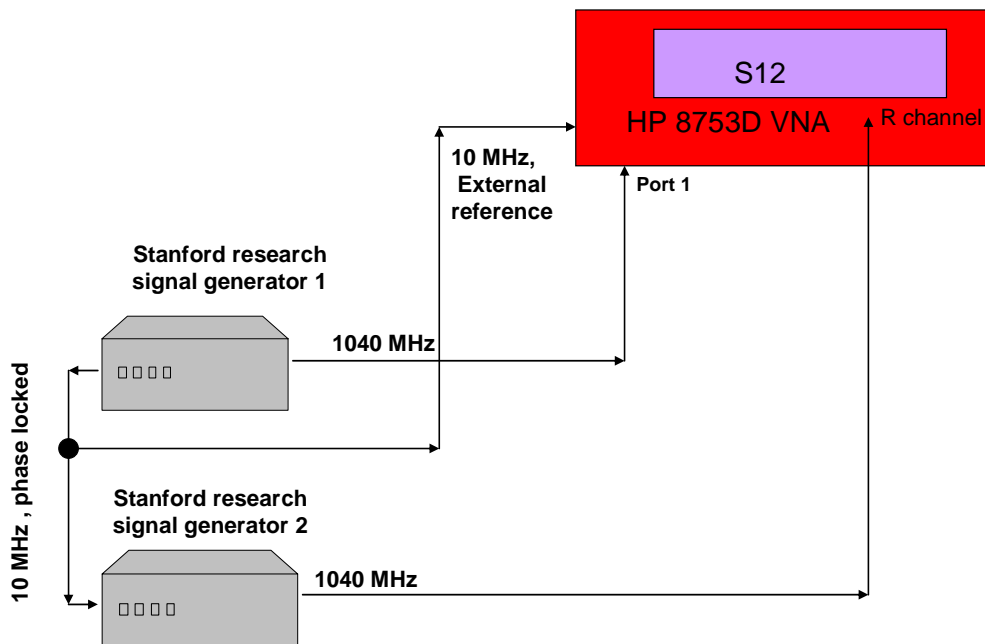 S12
HP 8753D VNA
R channel
10 MHz,
External
reference
Port 1
Stanford research
signal generator 1
1040 MHz
10 MHz , phase locked
Stanford research
signal generator 2
1040 MHz